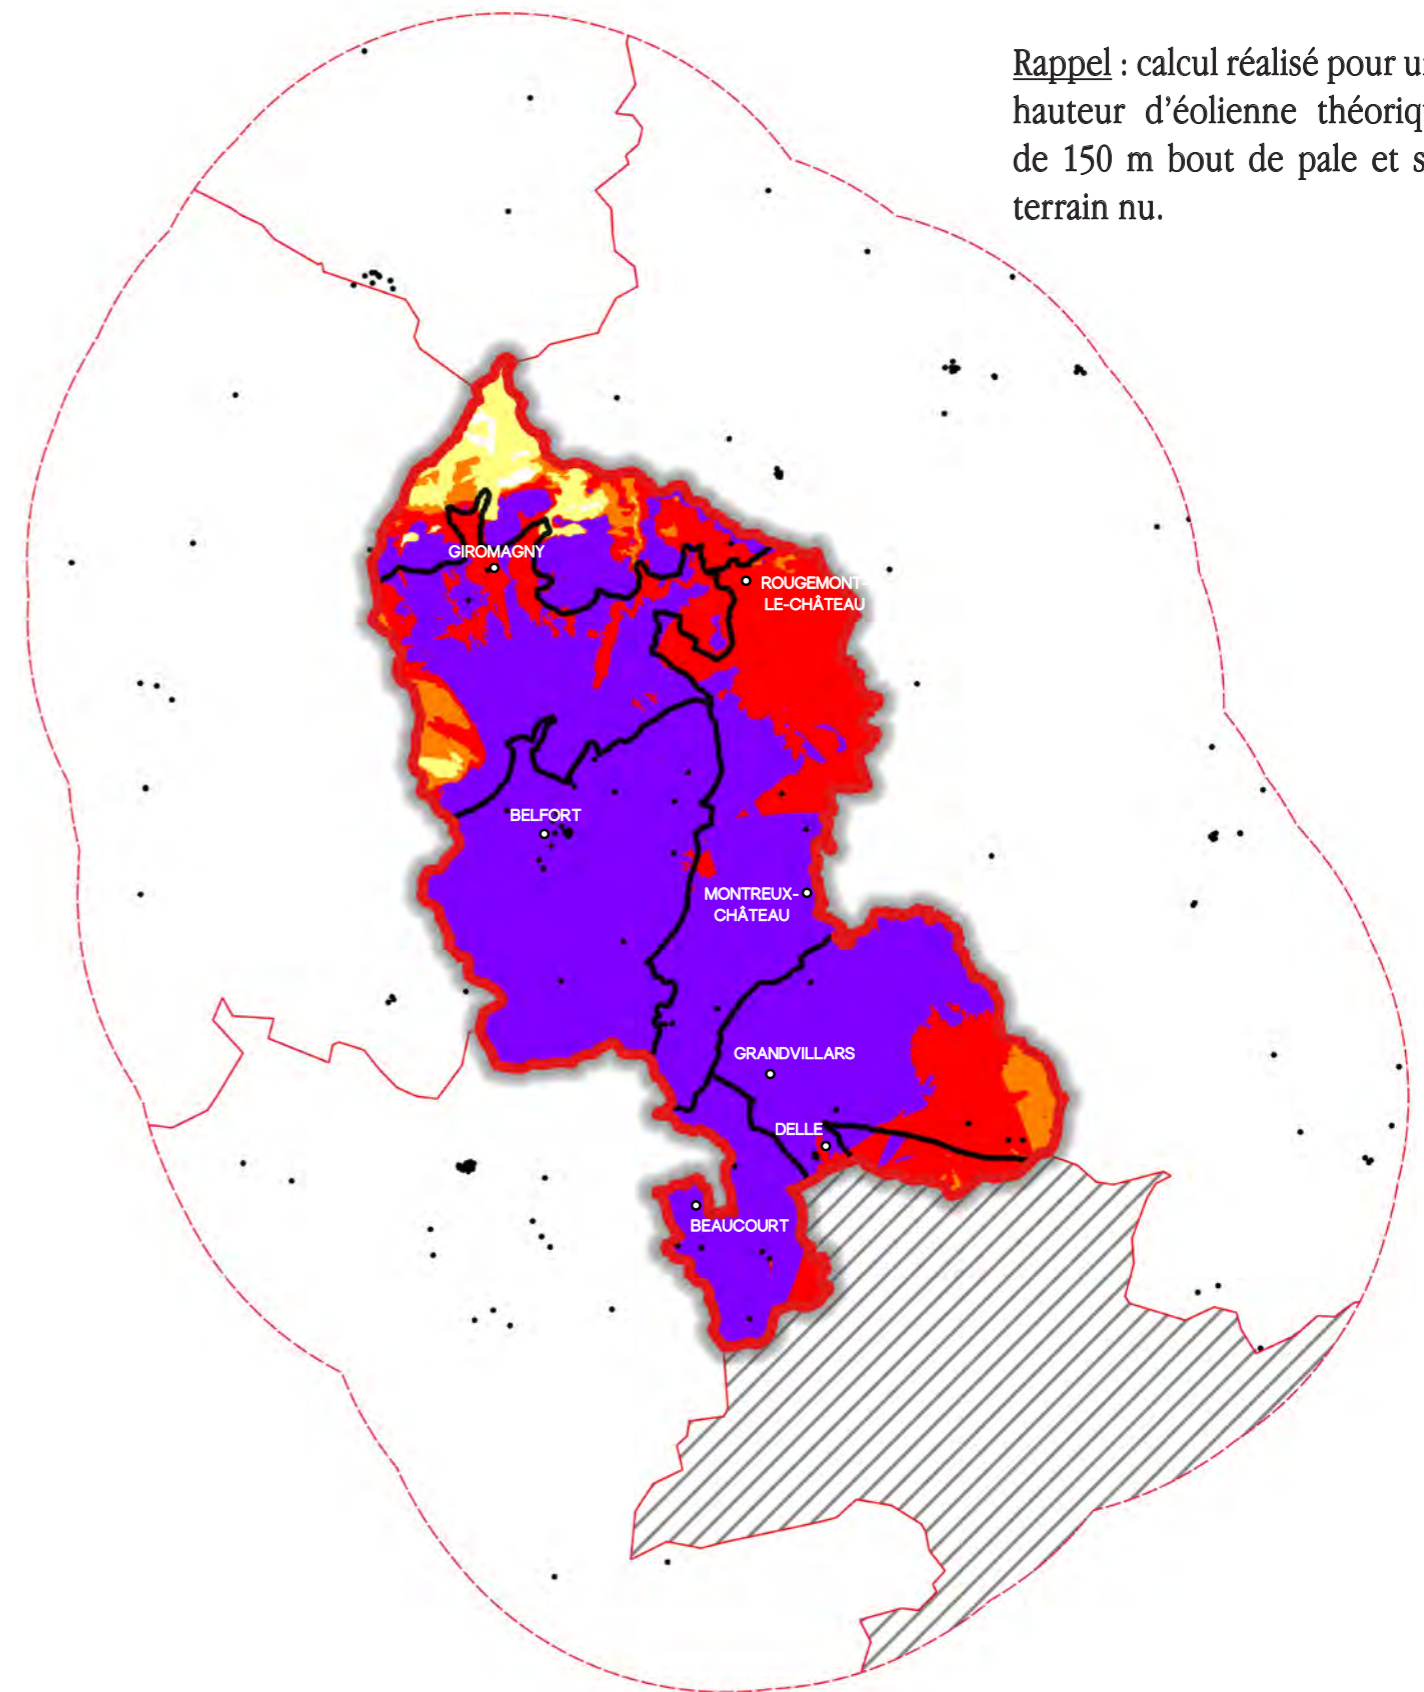 Rappel : calcul réalisé pour
hauteur d'éolienne
de 150 m bout de pale et
terrain nu.
GIROMAGNY
ROUGEMONT-
LE-CHÂTEAU
BELFORT
MONTREUX-
CHÂTEAU
GRANDVILLARS
DELLE
BEAUCOURT